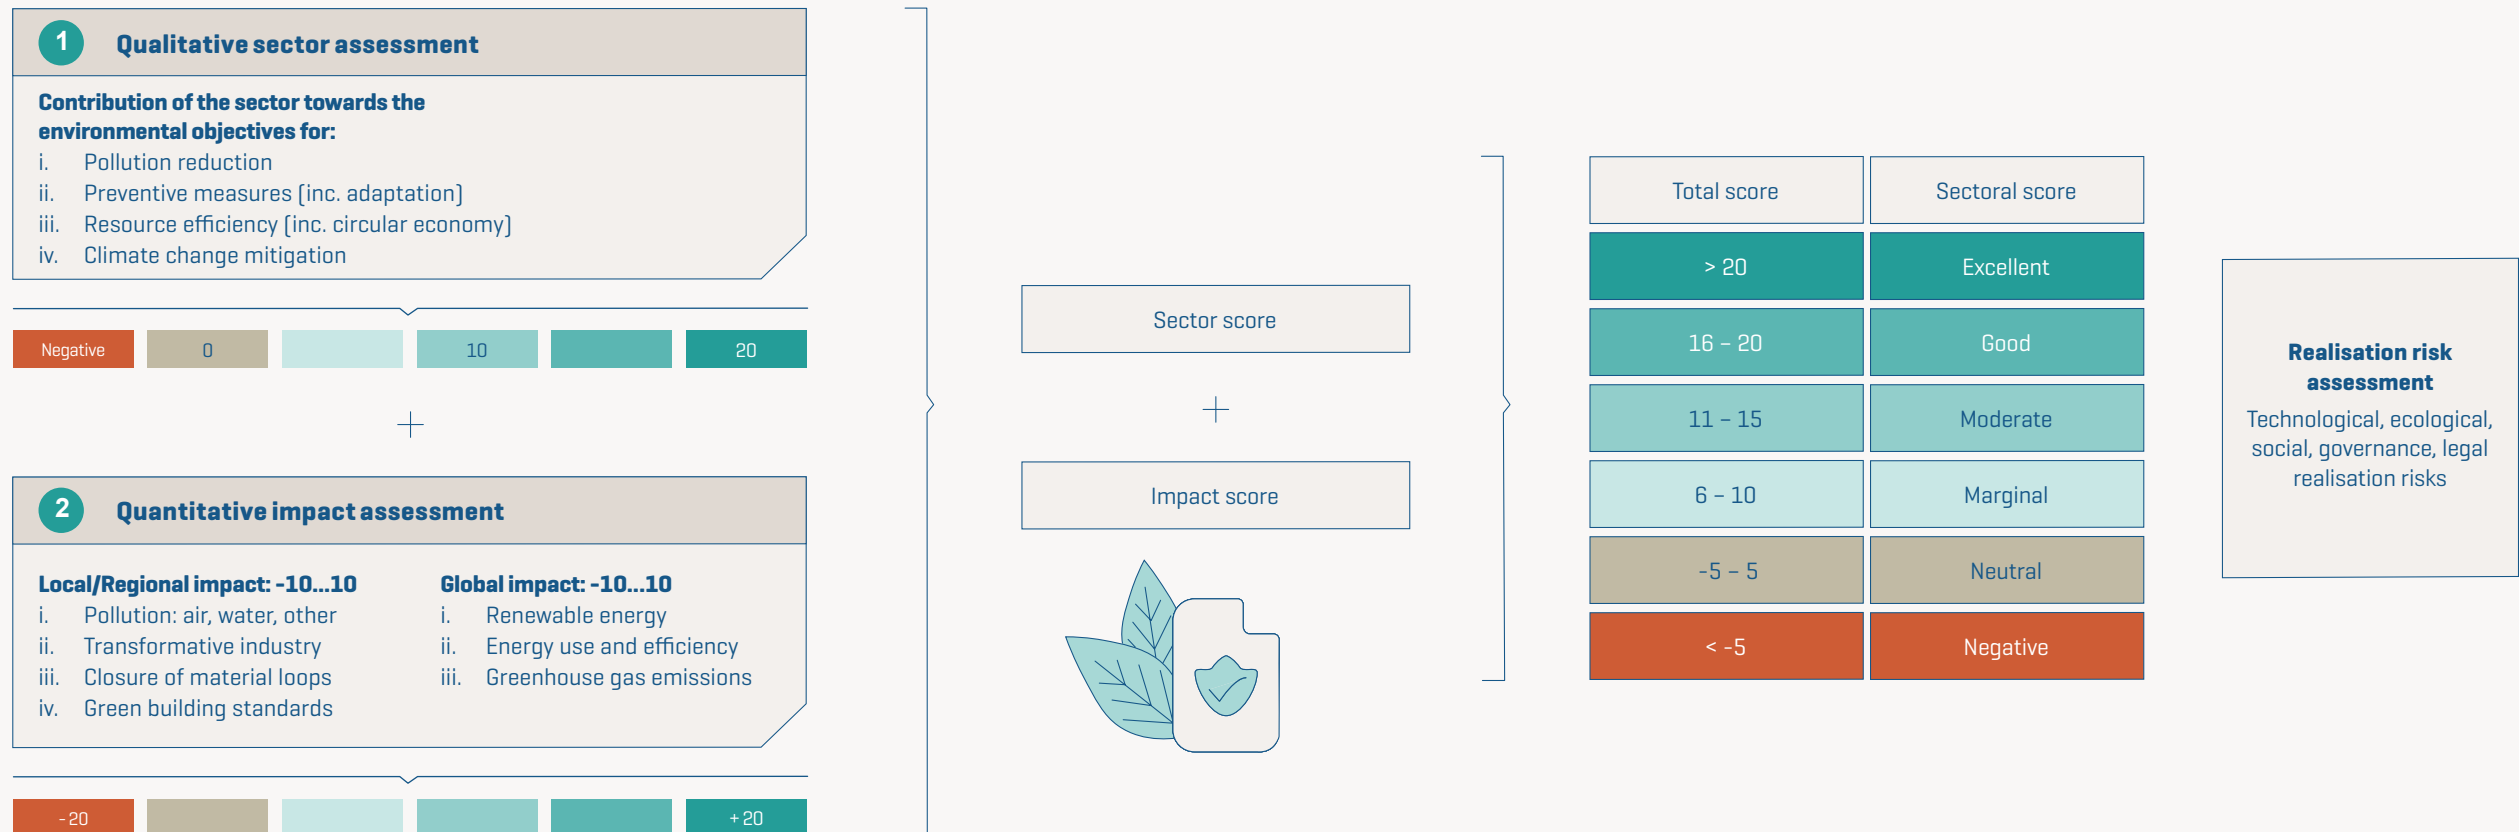 1 Qualitative sector assessment
Contribution of the sector towards the
environmental objectives for:
i. Pollution reduction
ii. Preventive measures (inc. adaptation)
iii. Resource efficiency (inc. circular economy)
iv. Climate change mitigation
Negative 0 10 20
+
2 Quantitative impact assessment
Local/Regional impact: -10...10
i. Pollution: air, water, other
ii. Transformative industry
iii. Closure of material loops
iv. Green building standards
Global impact: -10...10
i. Renewable energy
ii. Energy use and efficiency
iii. Greenhouse gas emissions
- 20 + 20
Sector score
+
Impact score
Total score Sectoral score
> 20 Excellent
16 – 20 Good
11 – 15 Moderate
6 – 10 Marginal
-5 – 5 Neutral
< -5 Negative
Realisation risk
assessment
Technological, ecological,
social, governance, legal
realisation risks